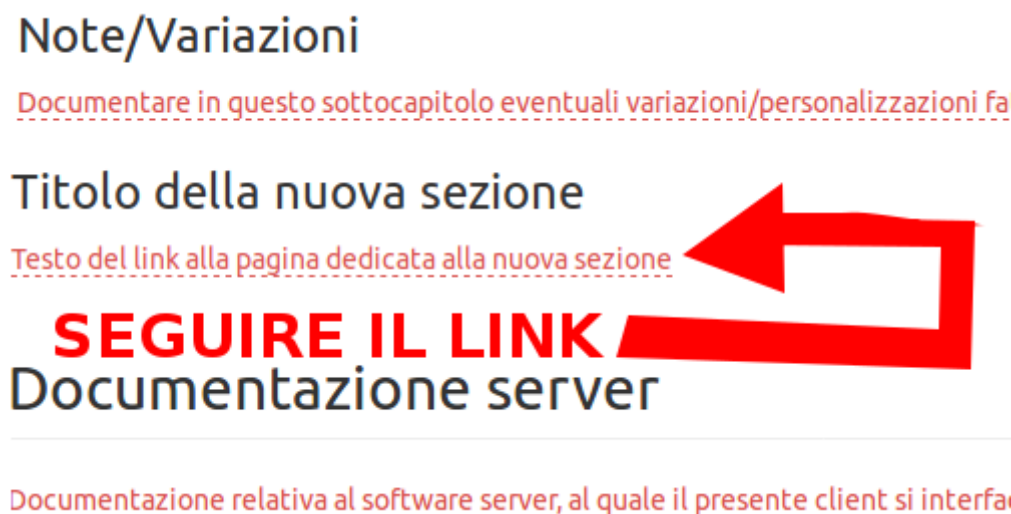 Note/Variazioni
Documentare in questo sottocapitolo eventuali variazioni/personalizzazioni
Titolo della nuova sezione
Testo del link alla pagina dedicata alla nuova sezione
SEGUIRE IL LINK
Documentazione server
Documentazione relativa al software server, al quale il presente client si